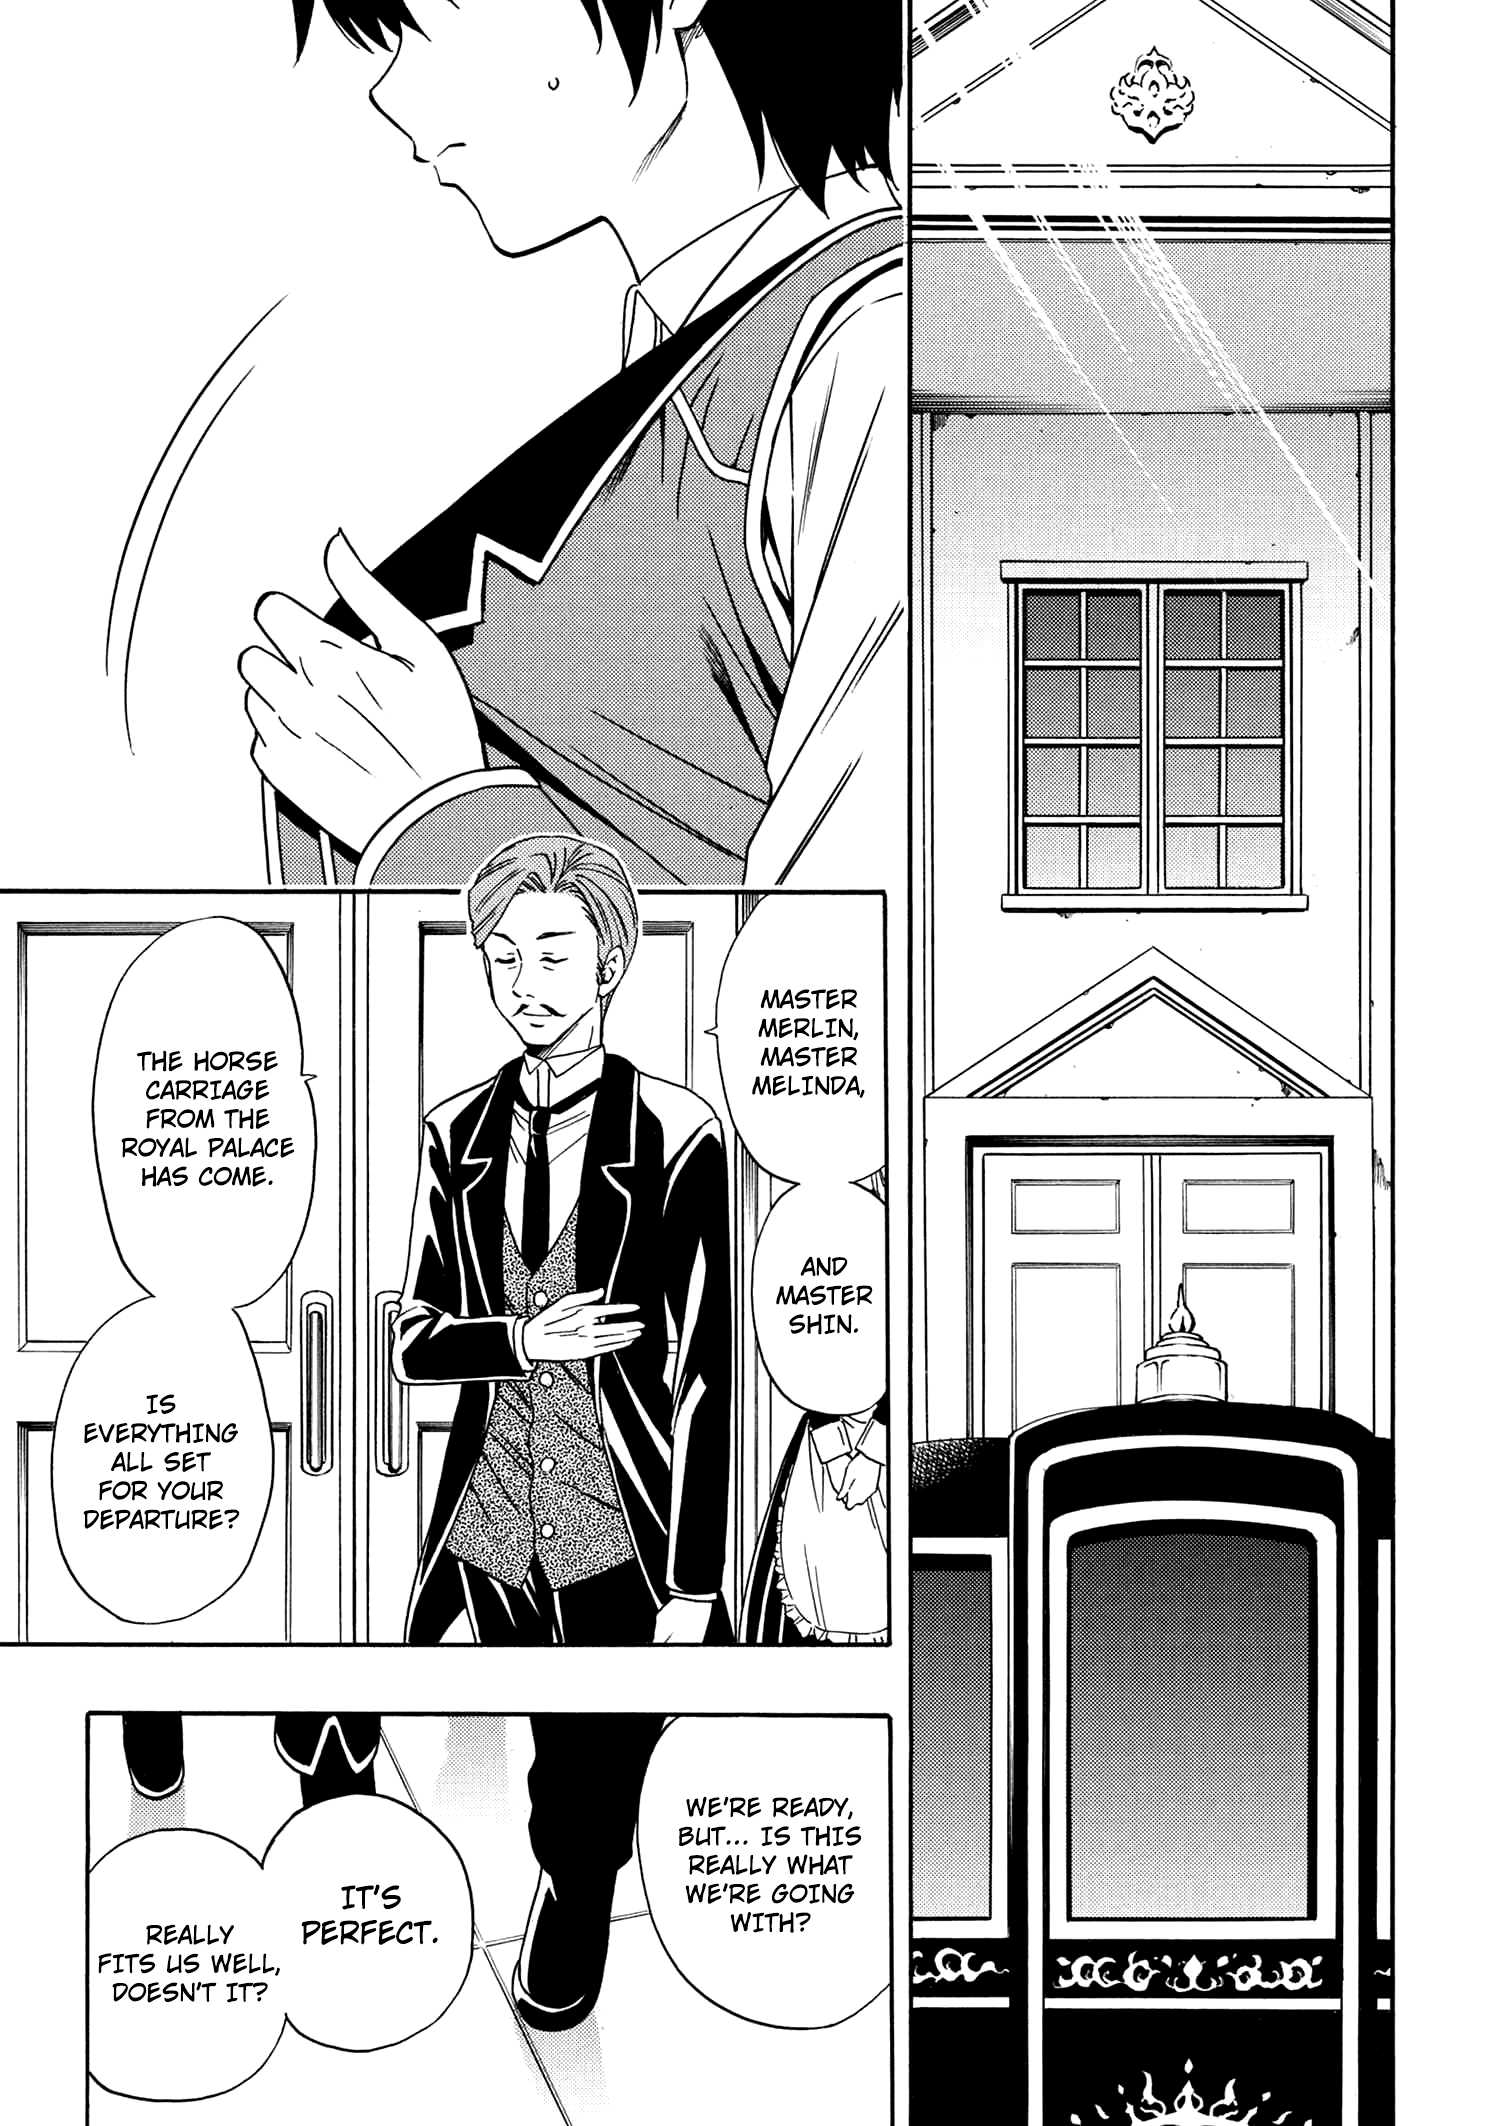 MASTER
MERLIN,
MASTER
MELINDA,
AND
MASTER
SHIN.
THE HORSE
CARRIAGE
FROM THE
ROYAL PALACE
HAS COME.
IS
EVERYTHING
ALL SET
FOR YOUR
DEPARTURE?
WE'RE READY,
BUT... IS THIS
REALLY WHAT
WE'RE GOING
WITH?
IT'S
PERFECT.
REALLY
FITS US WELL,
DOESN'T IT?